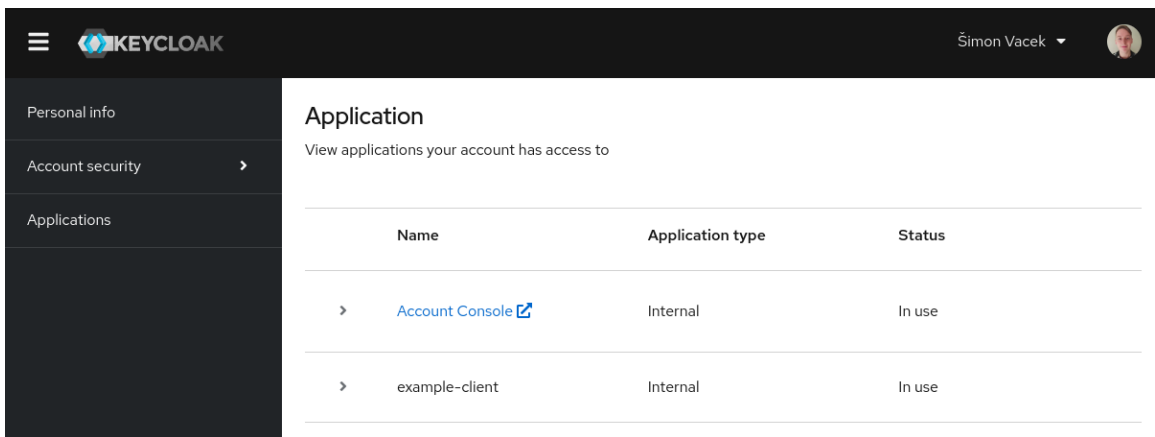 KEYCLOAK
Šimon Vacek
Personal info
Account security
Applications
Application
View applications your account has access to
Name Application type Status
Account Console Internal In use
example-client Internal In use